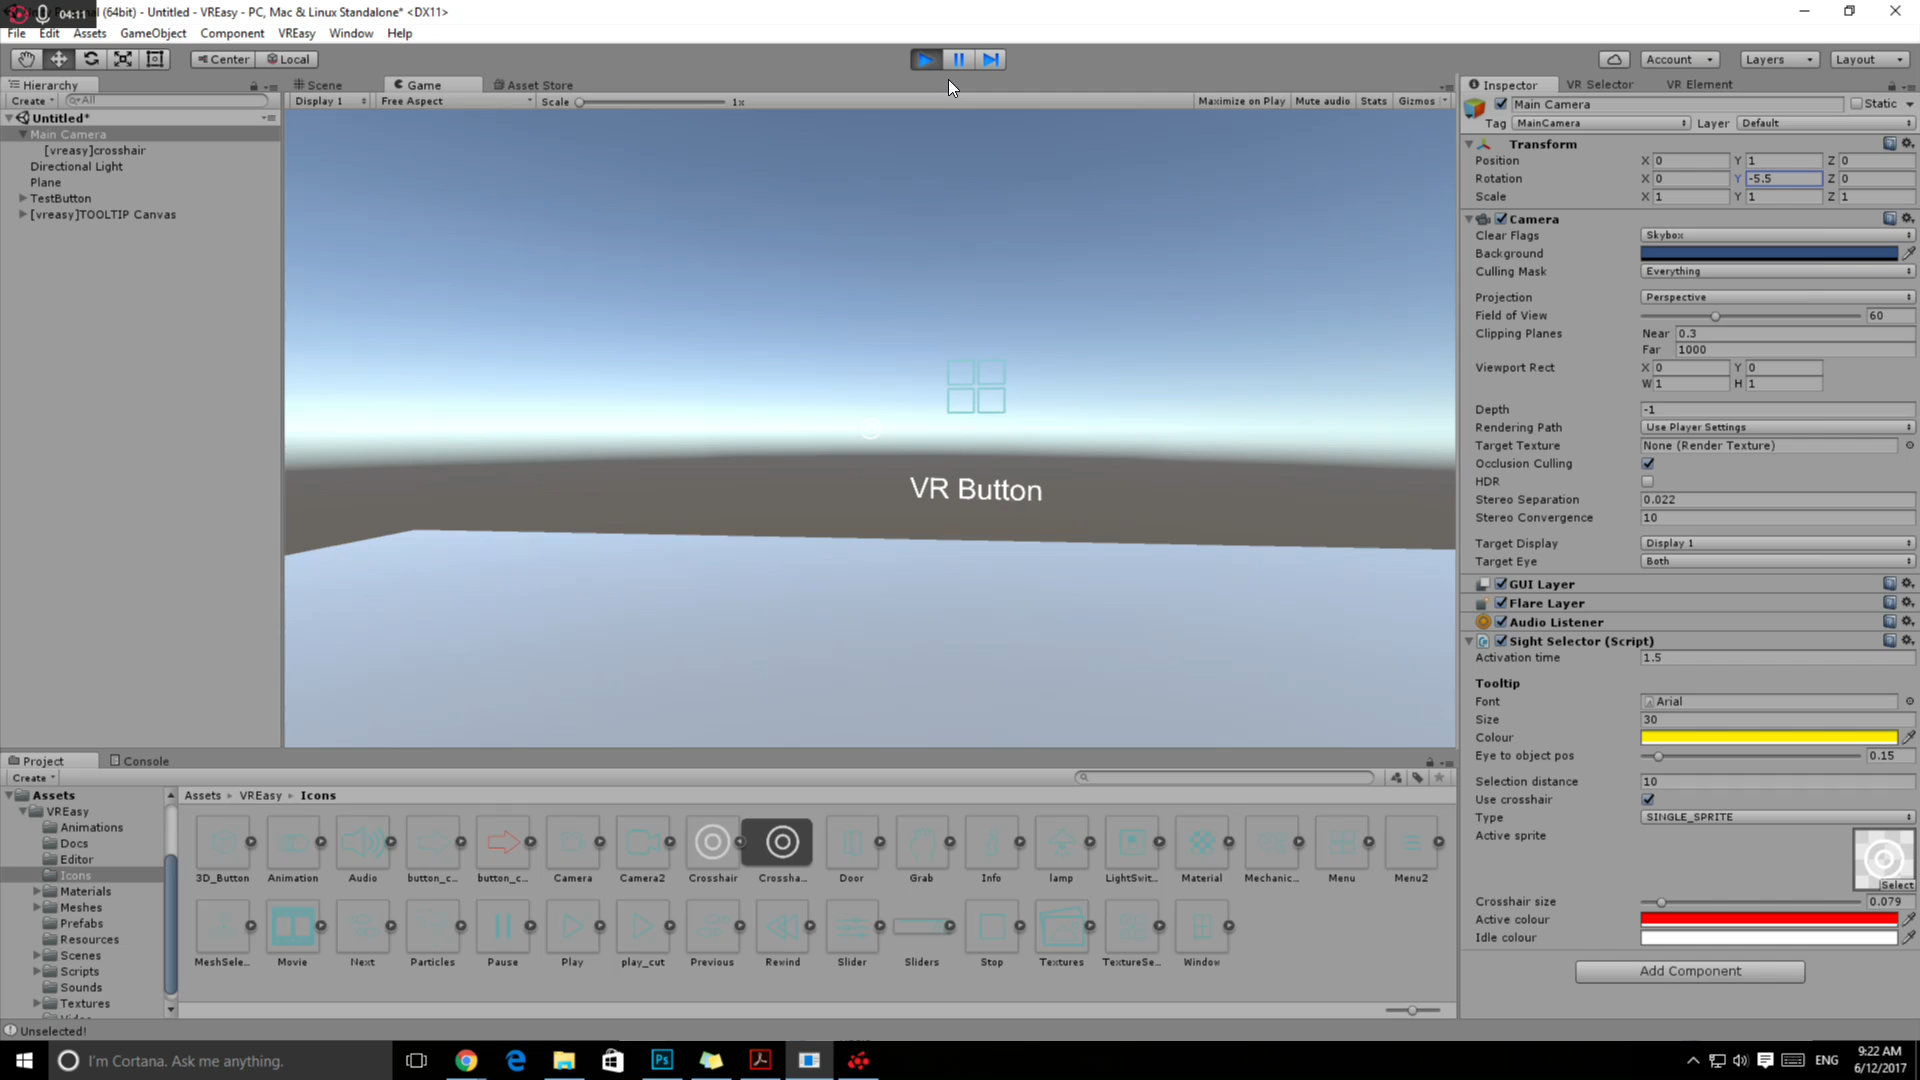 04:11
(64bit) - Untitled - VREasy - PC, Mac & Linux Standalone* <DX11>
File Edit Assets GameObject Component VREasy Window Help
Center Local
Account Layers Layout
Hierarchy
Create All
Untitled*
Main Camera
[vreasy]crosshair
Directional Light
Plane
TestButton
[vreasy]TOOLTIP Canvas
Scene Game Asset Store
Display 1 Free Aspect Scale 1x Maximize on Play Mute audio Stats Gizmos
VR Button
Inspector VR Selector VR Element
Main Camera Static
Tag MainCamera Layer Default
Transform
Position X 0 Y 1 Z 0
Rotation X 0 Y -5.5 Z 0
Scale X 1 Y 1 Z 1
Camera
Clear Flags Skybox
Background
Culling Mask Everything
Projection Perspective
Field of View 60
Clipping Planes Near 0.3
Far 1000
Viewport Rect X 0 Y 0
W 1 H 1
Depth -1
Rendering Path Use Player Settings
Target Texture None (Render Texture)
Occlusion Culling
HDR
Stereo Separation 0.022
Stereo Convergence 10
Target Display Display 1
Target Eye Both
GUI Layer
Flare Layer
Audio Listener
Sight Selector (Script)
Activation time 1.5
Tooltip
Font Arial
Size 30
Colour
Eye to object pos 0.15
Selection distance 10
Use crosshair
Type SINGLE_SPRITE
Active sprite
Select
Crosshair size 0.079
Active colour
Idle colour
Add Component
Project Console
Create
Assets
VREasy
Animations
Docs
Editor
Icons
Materials
Meshes
Prefabs
Resources
Scenes
Scripts
Sounds
Textures
Assets VREasy Icons
3D_Button Animation Audio button_c... button_c... Camera Camera2 Crosshair Crossha... Door Grab Info lamp LightSwit... Material Mechanic... Menu Menu2
MeshSele... Movie Next Particles Pause Play play_cut Previous Rewind Slider Sliders Stop Textures TextureSe... Window
Unselected!
I'm Cortana. Ask me anything.
Ps
ENG
9:22 AM
6/12/2017